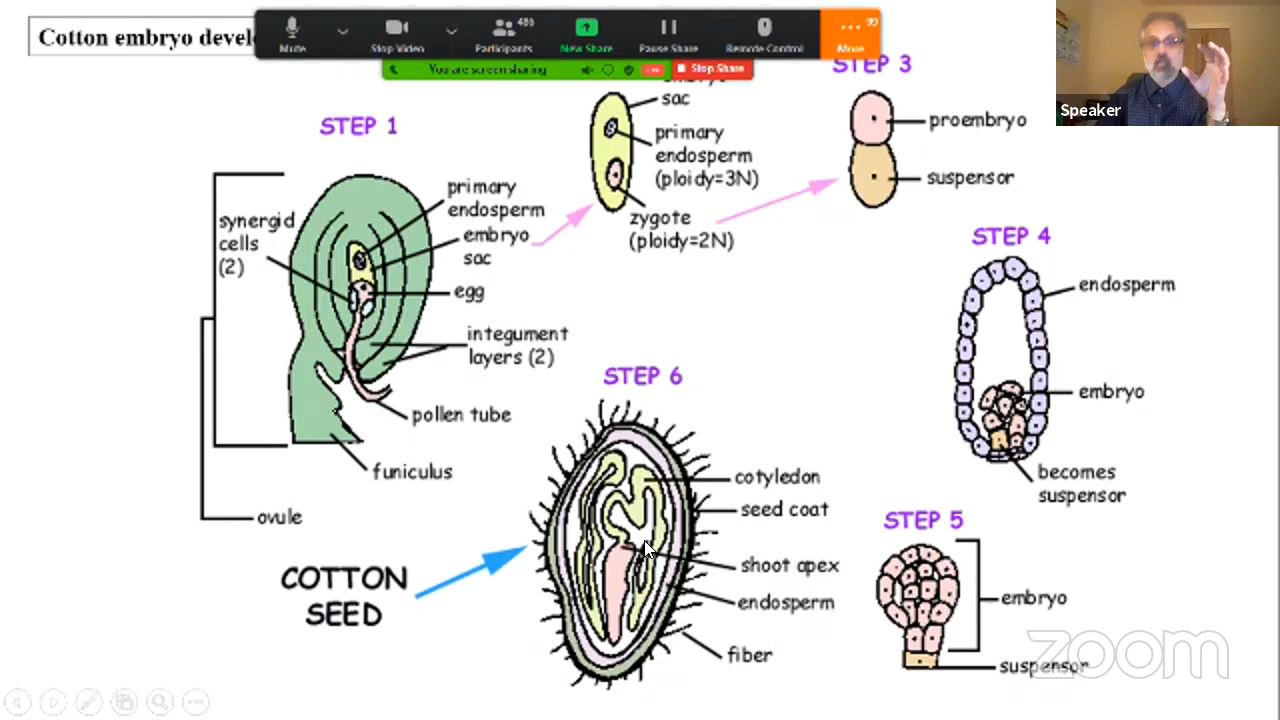 Cotton embryo devel
Mute
Stop Video
Participants
486
New Share
Pause Share
Remote Control
More
You are screen sharing
Stop Share
Speaker
STEP 1
synergid
cells
(2)
primary
endosperm
embryo
sac
egg
integument
layers (2)
pollen tube
funiculus
ovule
sac
primary
endosperm
(ploidy=3N)
zygote
(ploidy=2N)
STEP 3
proembryo
suspensor
STEP 4
endosperm
embryo
becomes
suspensor
STEP 5
embryo
suspensor
STEP 6
cotyledon
seed coat
shoot apex
endosperm
fiber
COTTON
SEED
zoom